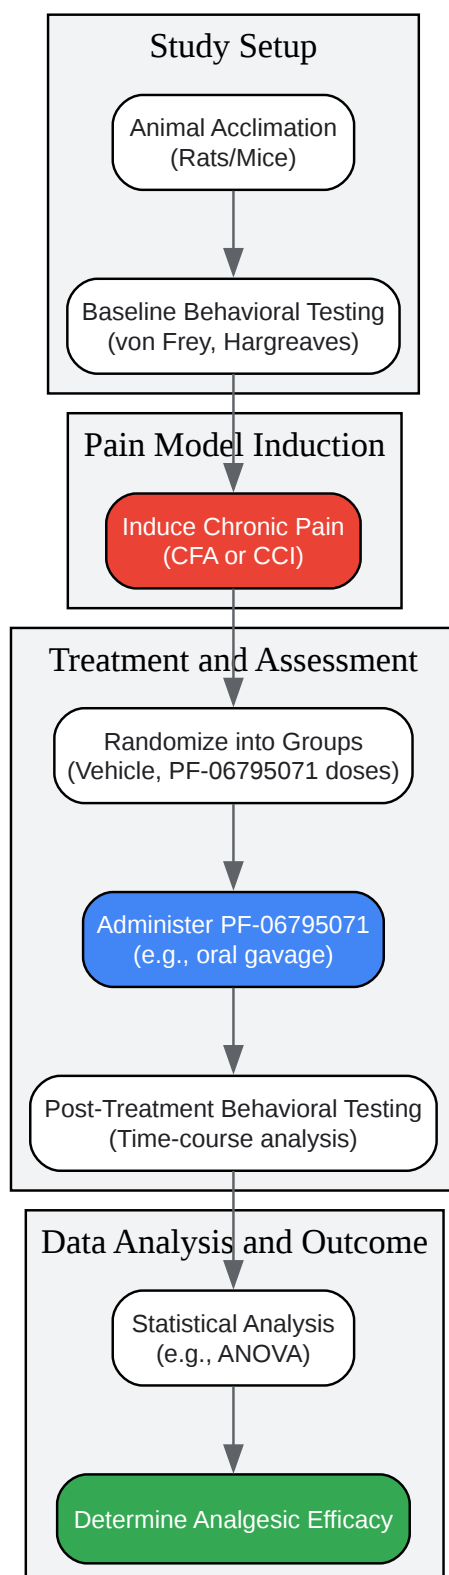 Study Setup
Animal Acclimation
(Rats/Mice)
Baseline Behavioral Testing
(von Frey, Hargreaves)
Pain Model Induction
Induce Chronic Pain
(CFA or CCI)
Treatment and Assessment
Randomize into Groups
(Vehicle, PF-06795071 doses)
Administer PF-06795071
(e.g., oral gavage)
Post-Treatment Behavioral Testing
(Time-course analysis)
Data Analysis and Outcome
Statistical Analysis
(e.g., ANOVA)
Determine Analgesic Efficacy